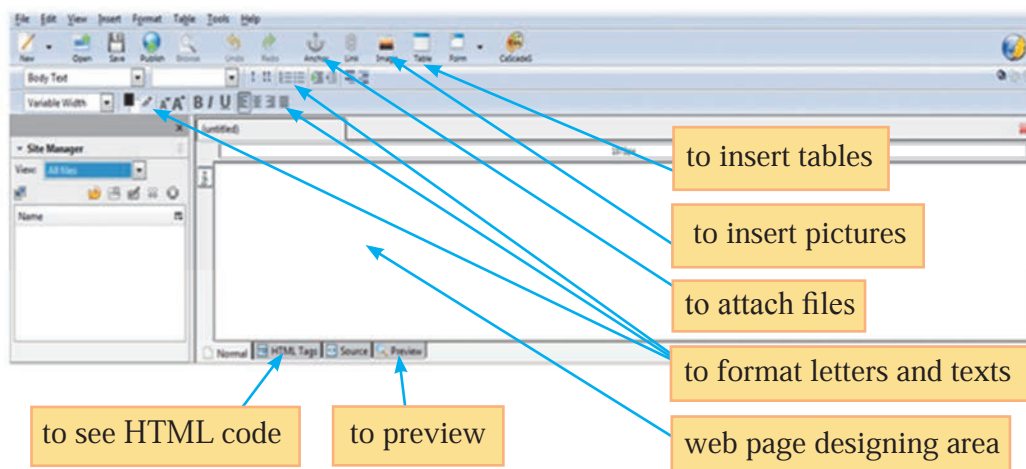 File Edit View Insert Format Table Tools Help
New Open Save Publish Browse Undo Redo Anchor Link Image Table Form CaScadeS
Body Text
Variable Width B I U
(untitled)
Site Manager
View: All files
Name
to insert tables
to insert pictures
to attach files
to format letters and texts
web page designing area
Normal HTML Tags Source Preview
to see HTML code
to preview